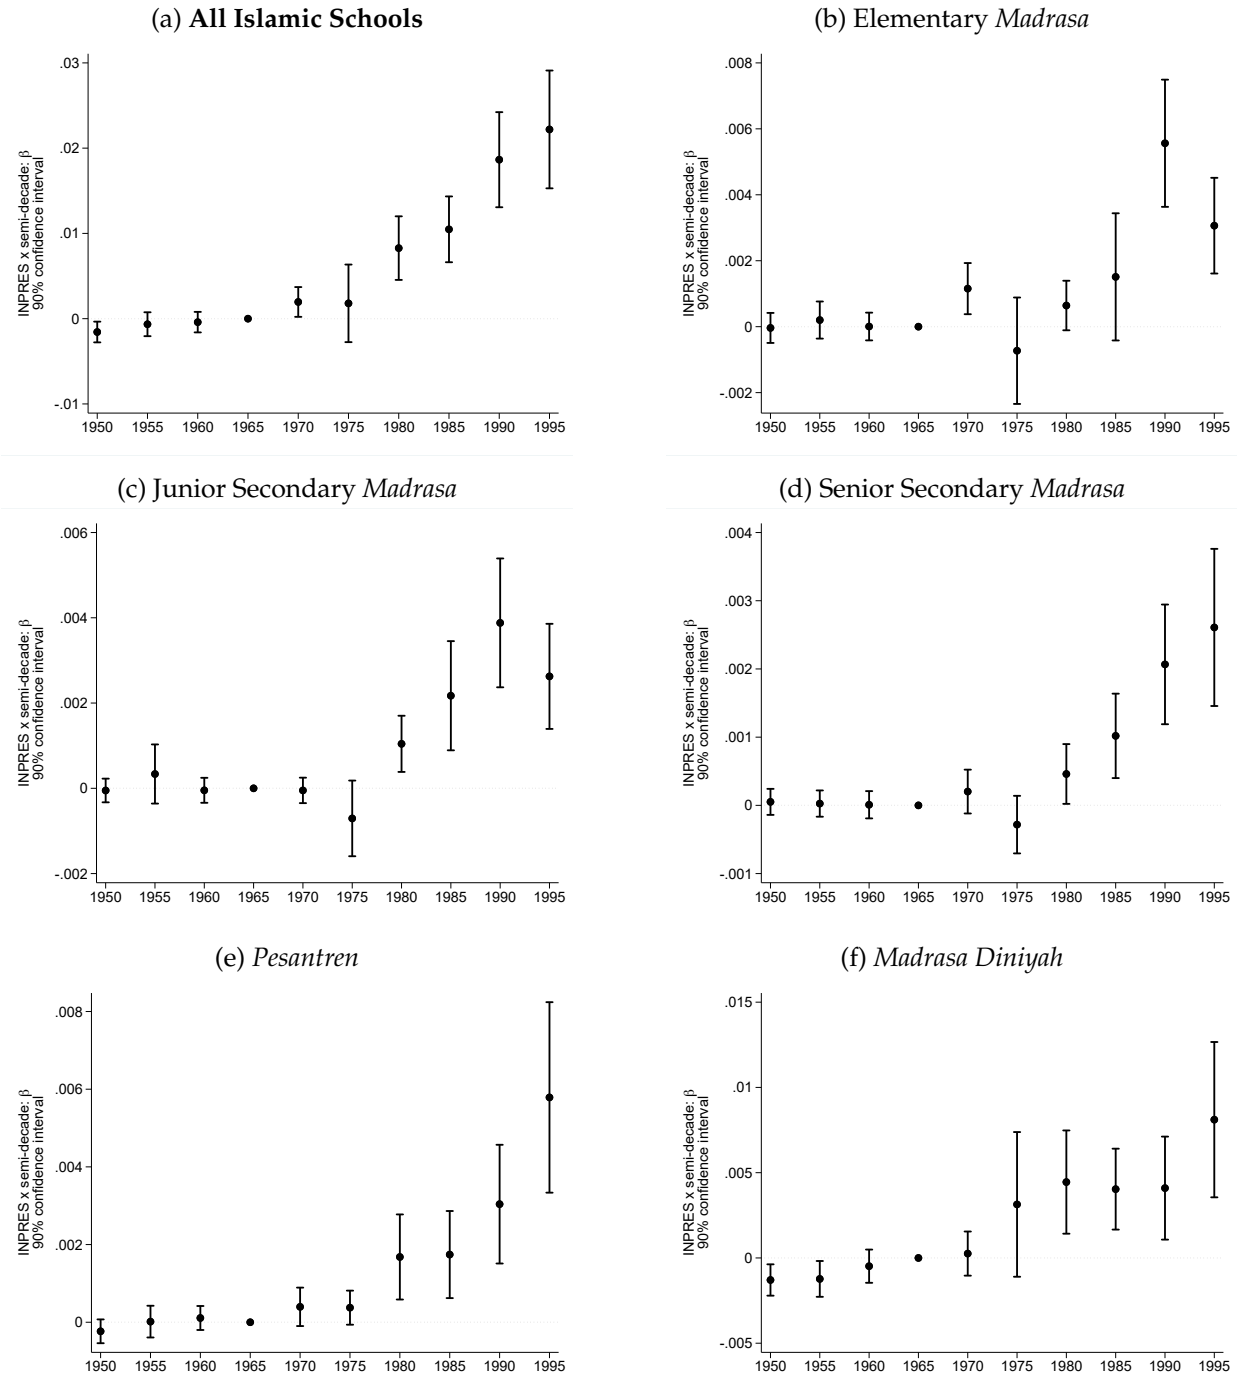 (a) All Islamic Schools
INPRES x semi-decade: β
90% confidence interval
.03
.02
.01
0
-.01
1950 1955 1960 1965 1970 1975 1980 1985 1990 1995
(b) Elementary Madrasa
INPRES x semi-decade: β
90% confidence interval
.008
.006
.004
.002
0
-.002
1950 1955 1960 1965 1970 1975 1980 1985 1990 1995
(c) Junior Secondary Madrasa
INPRES x semi-decade: β
90% confidence interval
.006
.004
.002
0
-.002
1950 1955 1960 1965 1970 1975 1980 1985 1990 1995
(d) Senior Secondary Madrasa
INPRES x semi-decade: β
90% confidence interval
.004
.003
.002
.001
0
-.001
1950 1955 1960 1965 1970 1975 1980 1985 1990 1995
(e) Pesantren
INPRES x semi-decade: β
90% confidence interval
.008
.006
.004
.002
0
1950 1955 1960 1965 1970 1975 1980 1985 1990 1995
(f) Madrasa Diniyah
INPRES x semi-decade: β
90% confidence interval
.015
.01
.005
0
-.005
1950 1955 1960 1965 1970 1975 1980 1985 1990 1995